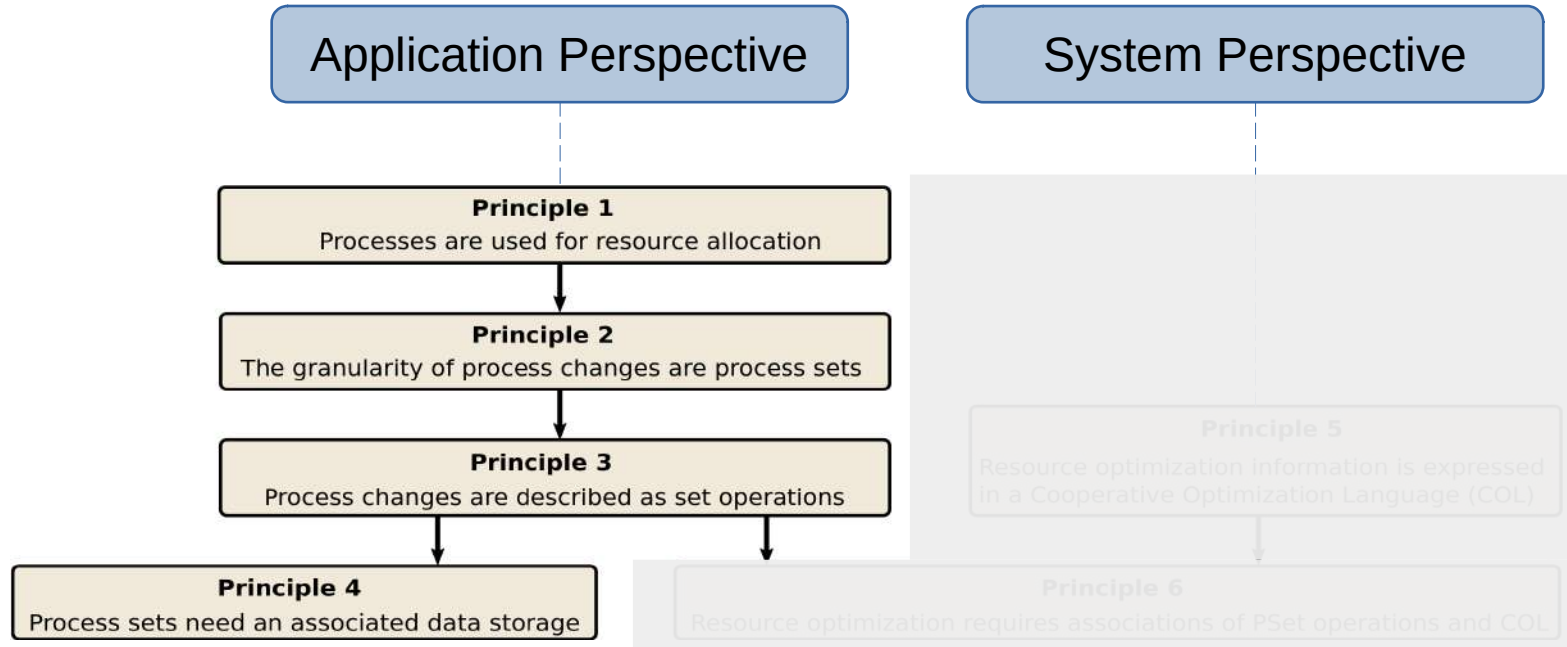 Application Perspective
System Perspective
Principle 1
Processes are used for resource allocation
Principle 2
The granularity of process changes are process sets
Principle 3
Process changes are described as set operations
Principle 5
Resource optimization information is expressed
in a Cooperative Optimization Language (COL)
Principle 4
Process sets need an associated data storage
Principle 6
Resource optimization requires associations of PSet operations and COL